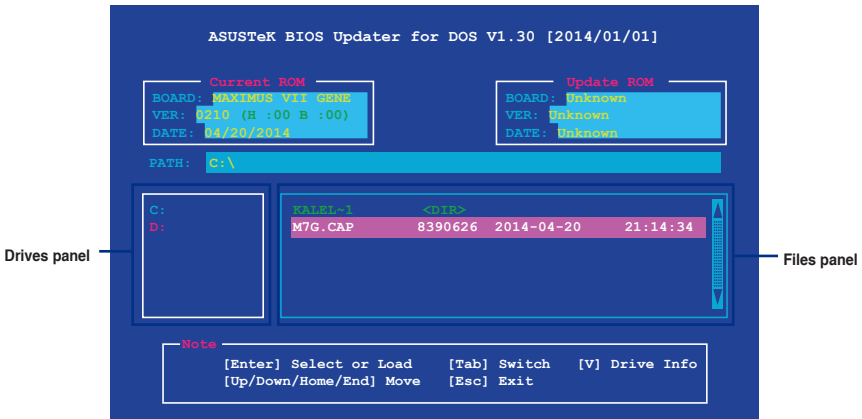 ASUSTeK BIOS Updater for DOS V1.30 [2014/01/01]
Current ROM
BOARD: MAXIMUS VII GENE
VER: 0210 (H :00 B :00)
DATE: 04/20/2014
Update ROM
BOARD: Unknown
VER: Unknown
DATE: Unknown
PATH: C:\
C:
D:
KALEL~1 <DIR>
M7G.CAP 8390626 2014-04-20 21:14:34
Drives panel
Files panel
Note
[Enter] Select or Load [Tab] Switch [V] Drive Info
[Up/Down/Home/End] Move [Esc] Exit